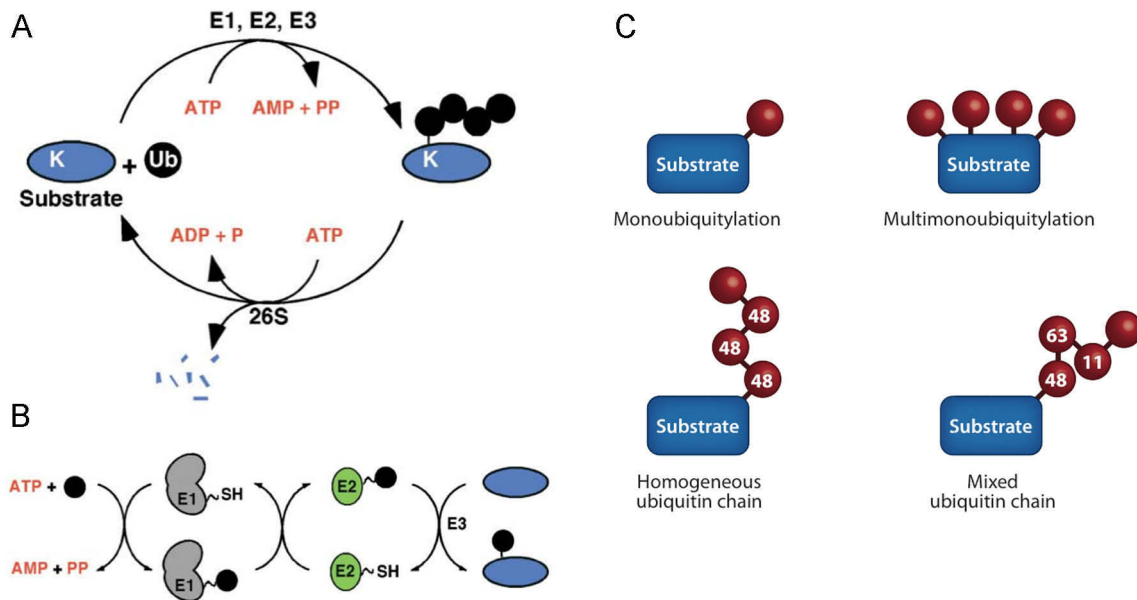 A
E1, E2, E3
ATP
AMP + PP
K
+
Ub
K
Substrate
ADP + P
ATP
26S
B
ATP +
E1
SH
E2
E3
AMP + PP
E1
E2
SH
C
Substrate
Monoubiquitylation
Substrate
Multimonoubiquitylation
48
48
48
Substrate
Homogeneous
ubiquitin chain
63
11
48
Substrate
Mixed
ubiquitin chain